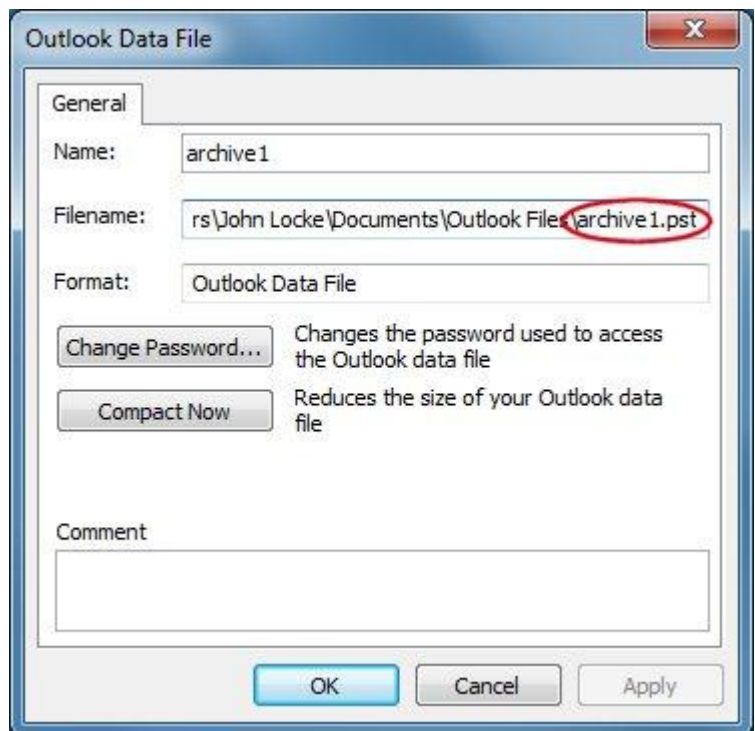 Outlook Data File
General
Name: archive1
Filename: rs\John Locke\Documents\Outlook Files\archive1.pst
Format: Outlook Data File
Change Password... Changes the password used to access
the Outlook data file
Compact Now Reduces the size of your Outlook data
file
Comment
OK Cancel Apply